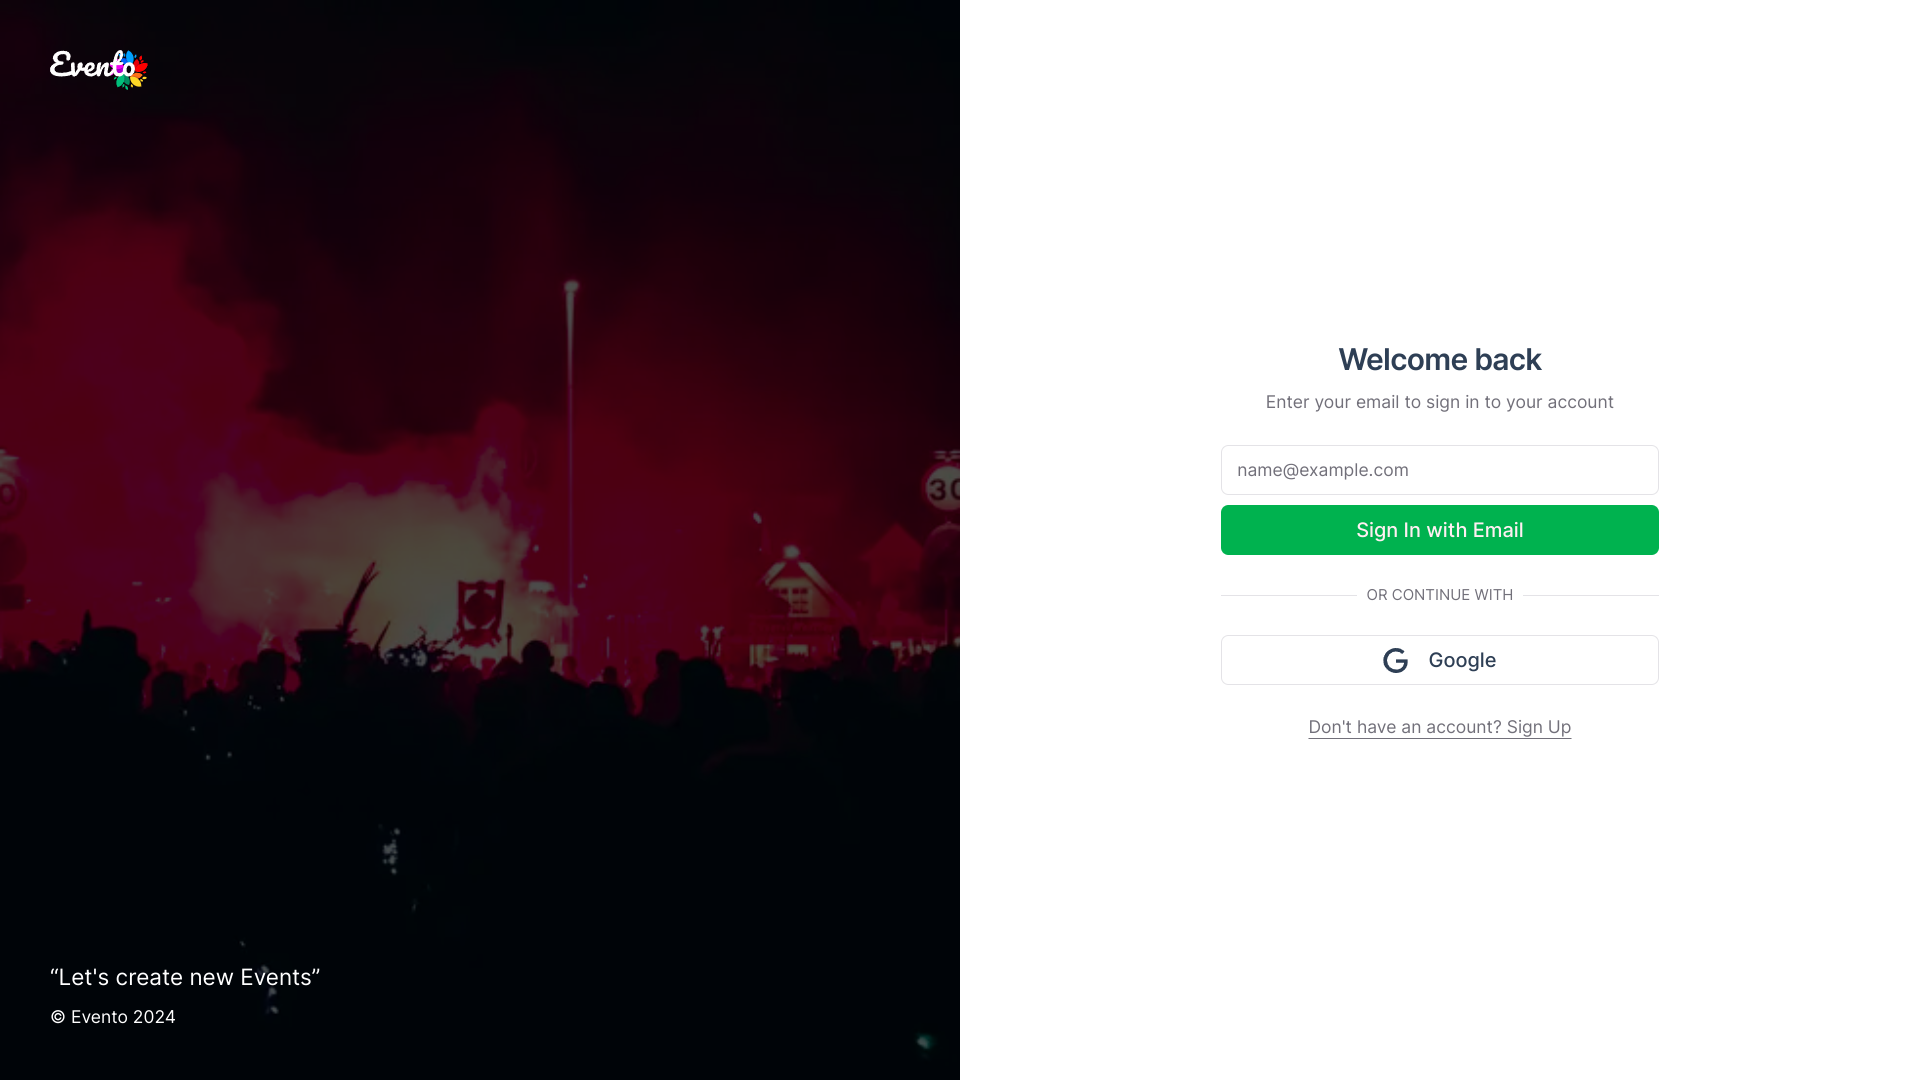 Evento
30
“Let's create new Events”
© Evento 2024
Welcome back
Enter your email to sign in to your account
name@example.com
Sign In with Email
OR CONTINUE WITH
Google
Don't have an account? Sign Up